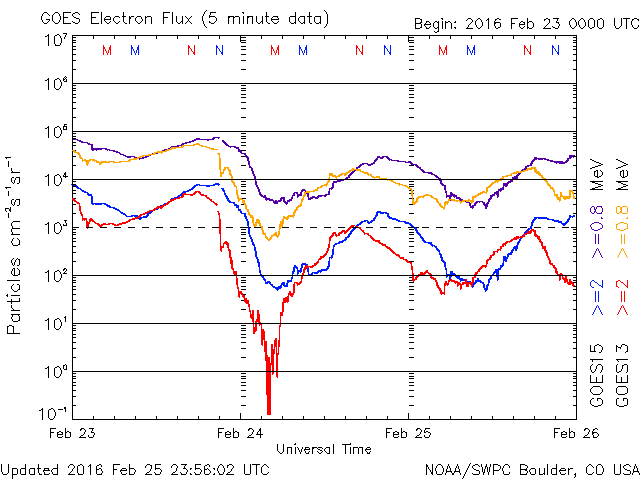 GOES Electron Flux (5 minute data)
Begin: 2016 Feb 23 0000 UTC
M M N N M M N N M M N N
10⁷
10⁶
10⁵
10⁴
10³
10²
10¹
10⁰
10⁻¹
Particles cm⁻²s⁻¹sr⁻¹
Feb 23 Feb 24 Feb 25 Feb 26
Universal Time
GOES15 >=2 >=0.8 MeV
GOES13 >=2 >=0.8 MeV
Updated 2016 Feb 25 23:56:02 UTC
NOAA/SWPC Boulder, CO USA